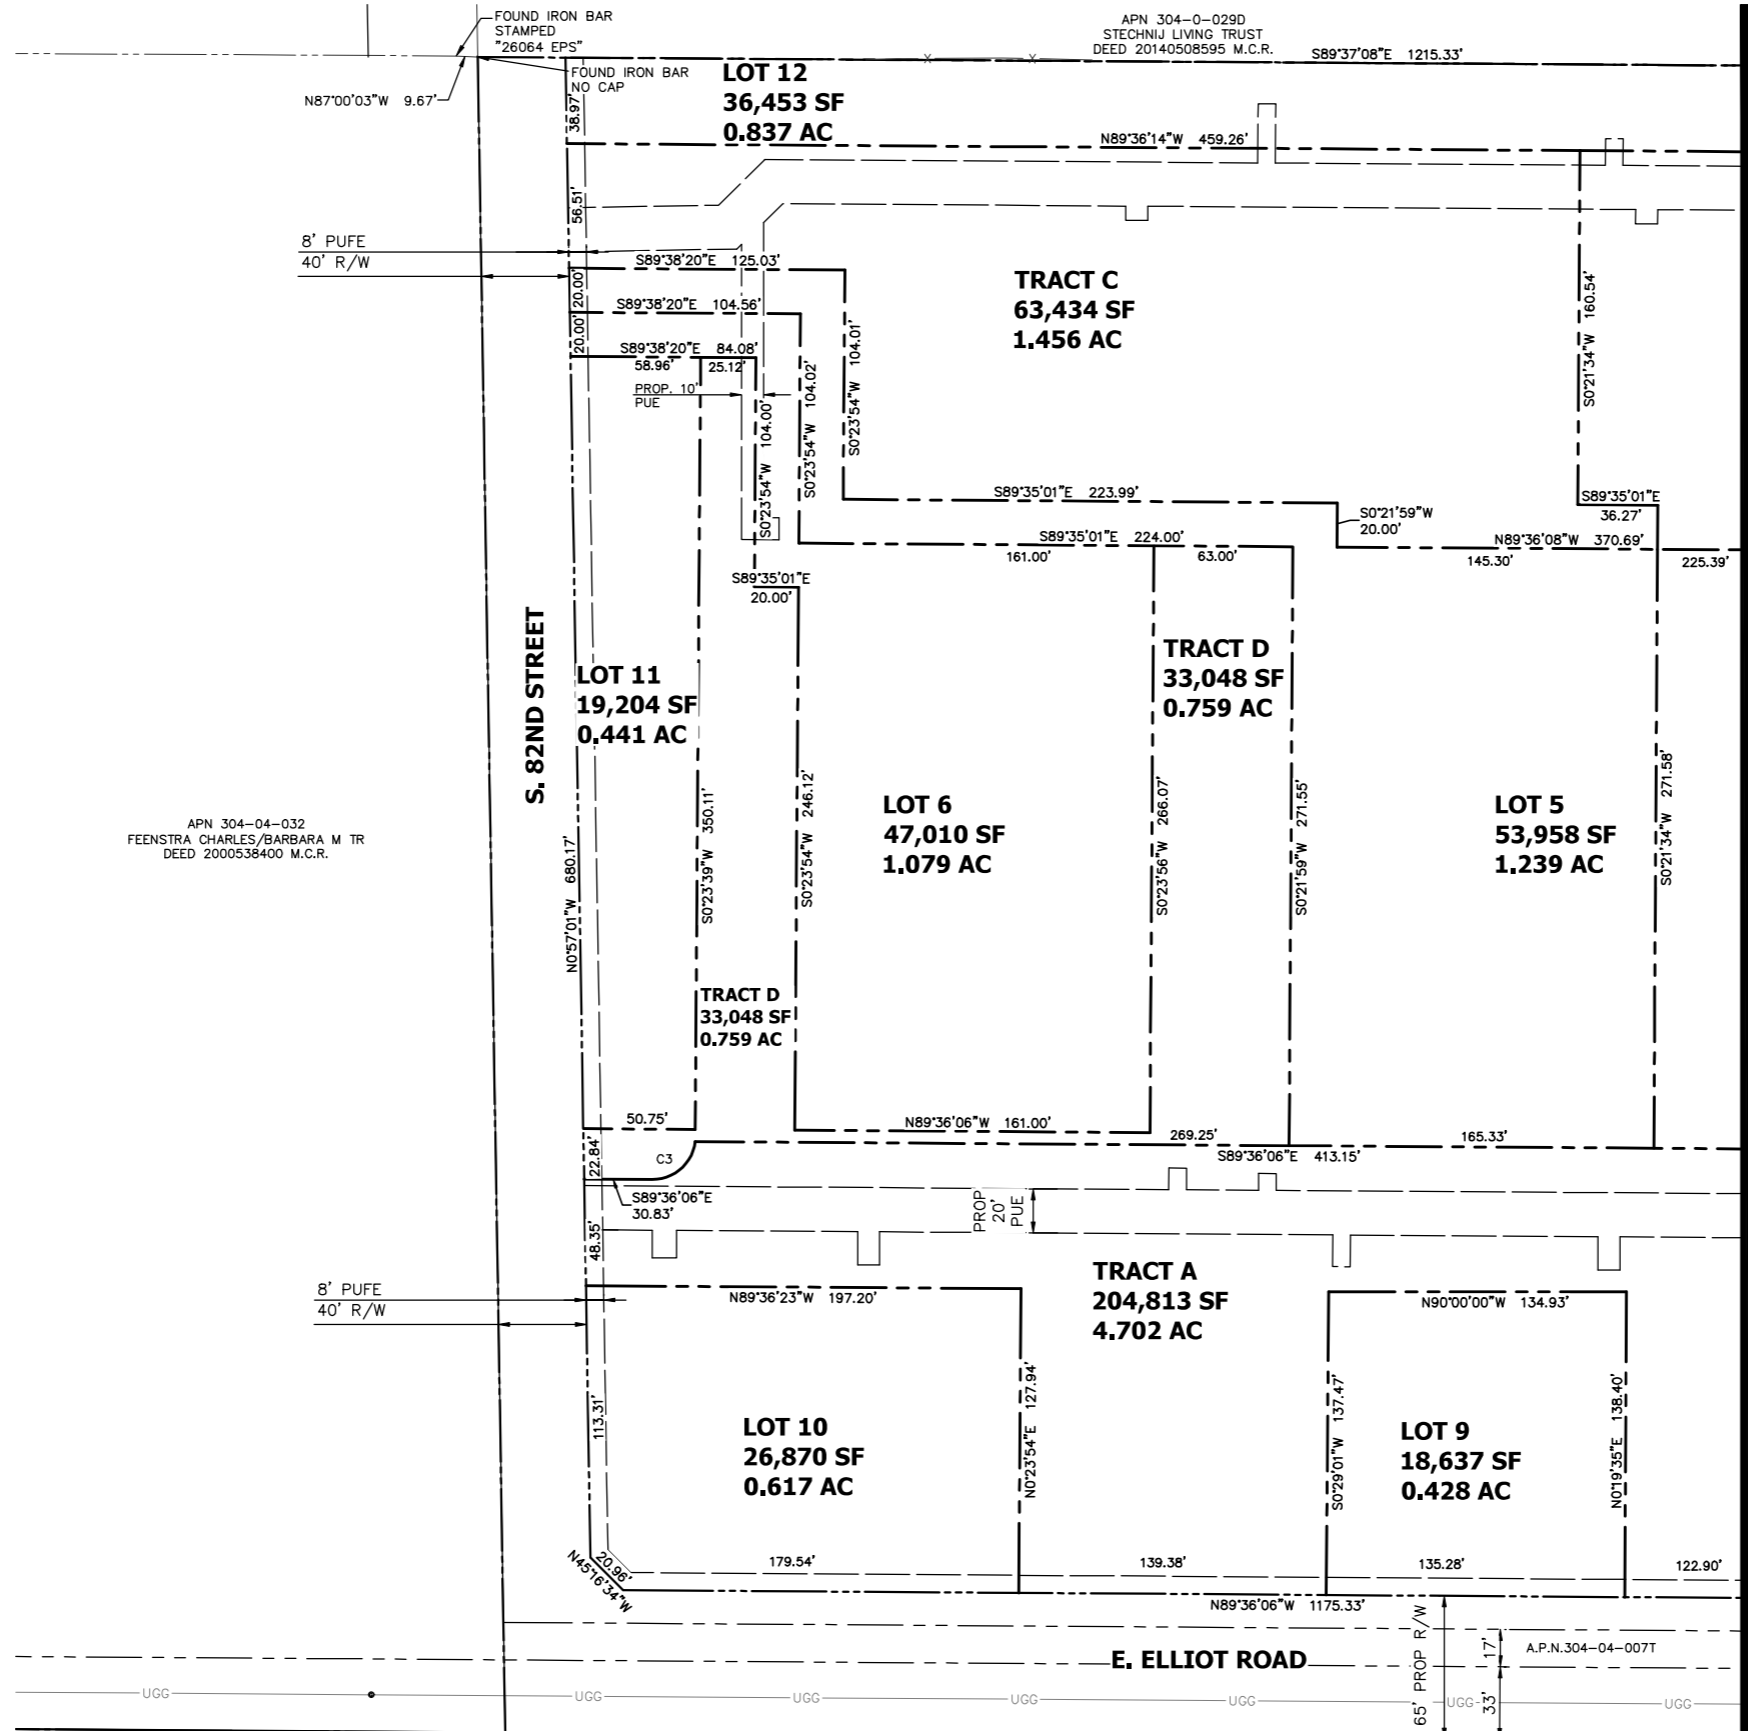 FOUND IRON BAR
STAMPED
"26064 EPS"
FOUND IRON BAR
NO CAP
N87°00'03"W 9.67'
APN 304-0-029D
STECHNIJ LIVING TRUST
DEED 20140508595 M.C.R.
S89°37'08"E 1215.33'
LOT 12
36,453 SF
0.837 AC
38.97'
N89°36'14"W 459.26'
56.51'
8' PUFE
40' R/W
S89°38'20"E 125.03'
20.00'
S89°38'20"E 104.56'
20.00'
S89°38'20"E 84.08'
58.96'
25.12'
PROP. 10'
PUE
S0°23'54"W 104.00'
S0°23'54"W 104.02'
S0°23'54"W 104.01'
TRACT C
63,434 SF
1.456 AC
S0°21'34"W 160.54'
S89°35'01"E 223.99'
S0°21'59"W
20.00'
S89°35'01"E
36.27'
S89°35'01"E 224.00'
161.00'
63.00'
N89°36'08"W 370.69'
145.30'
225.39'
S89°35'01"E
20.00'
S. 82ND STREET
LOT 11
19,204 SF
0.441 AC
TRACT D
33,048 SF
0.759 AC
N0°57'01"W 680.17'
S0°23'39"W 350.11'
S0°23'54"W 246.12'
LOT 6
47,010 SF
1.079 AC
S0°23'56"W 266.07'
S0°21'59"W 271.55'
LOT 5
53,958 SF
1.239 AC
S0°21'34"W 271.58'
APN 304-04-032
FEENSTRA CHARLES/BARBARA M TR
DEED 2000538400 M.C.R.
TRACT D
33,048 SF
0.759 AC
50.75'
N89°36'06"W 161.00'
269.25'
165.33'
S89°36'06"E 413.15'
22.84'
C3
S89°36'06"E
30.83'
PROP
20'
PUE
48.35'
8' PUFE
40' R/W
N89°36'23"W 197.20'
TRACT A
204,813 SF
4.702 AC
N90°00'00"W 134.93'
113.31'
LOT 10
26,870 SF
0.617 AC
N0°23'54"E 127.94'
S0°29'01"W 137.47'
LOT 9
18,637 SF
0.428 AC
N0°19'35"E 138.40'
20.96'
N45°16'34"W
179.54'
139.38'
135.28'
122.90'
N89°36'06"W 1175.33'
65' PROP R/W
17'
33'
A.P.N.304-04-007T
E. ELLIOT ROAD
UGG
UGG
UGG
UGG
UGG
UGG
UGG